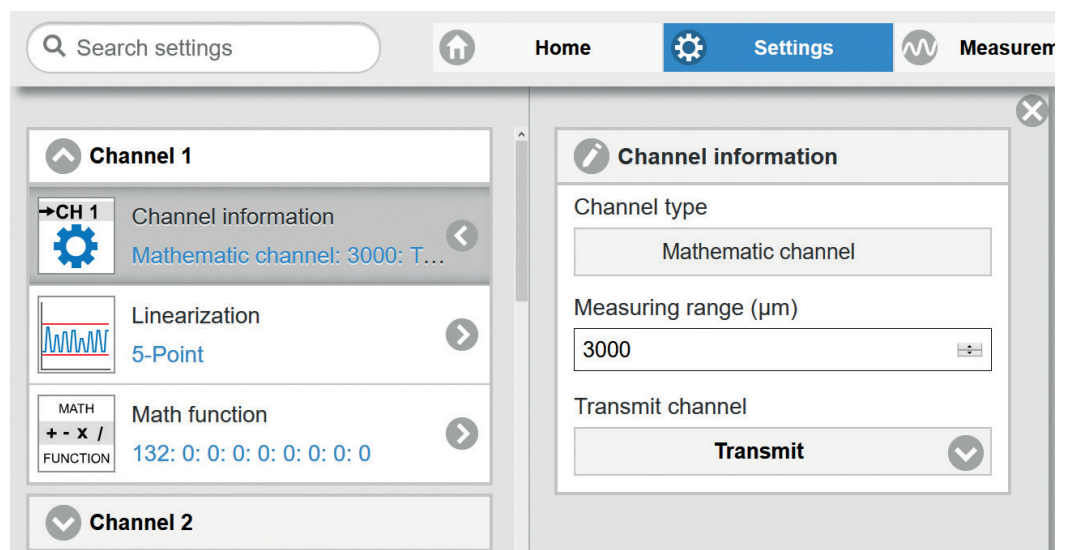 Search settings
Home
Settings
Measurem
Channel 1
→CH 1
Channel information
Mathematic channel: 3000: T...
Linearization
5-Point
MATH
+ - x /
FUNCTION
Math function
132: 0: 0: 0: 0: 0: 0: 0: 0
Channel 2
Channel information
Channel type
Mathematic channel
Measuring range (µm)
3000
Transmit channel
Transmit